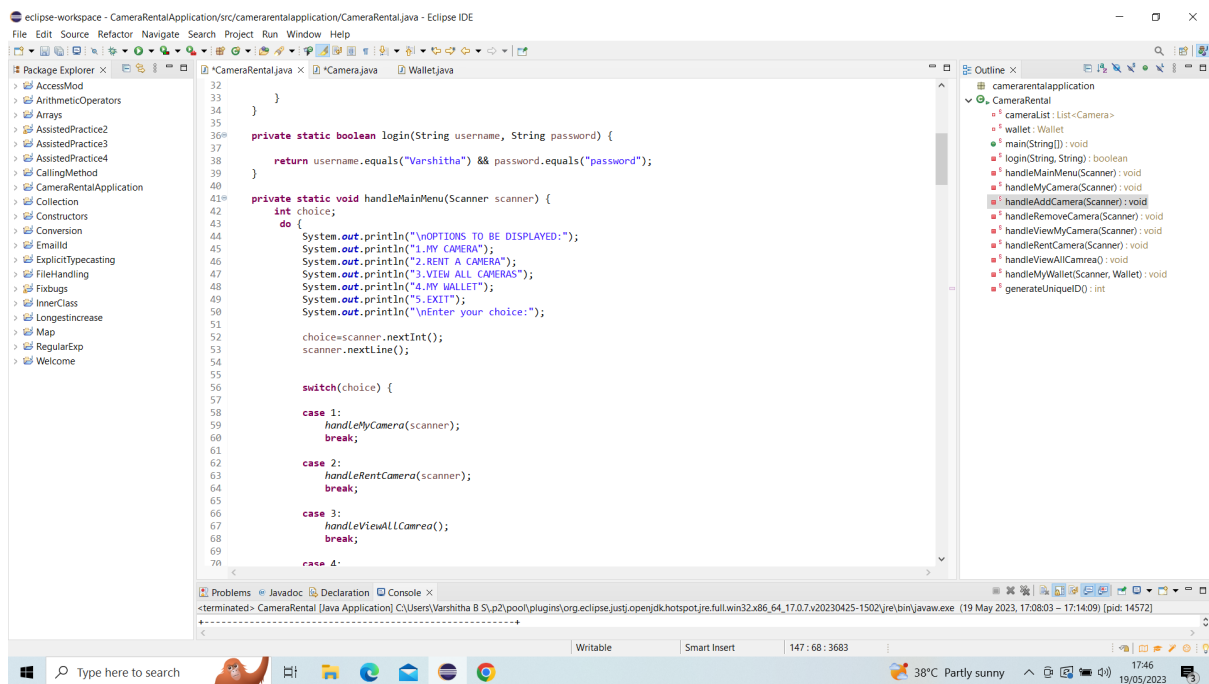 eclipse-workspace - CameraRentalApplication/src/camerarentalapplication/CameraRental.java - Eclipse IDE
File Edit Source Refactor Navigate Search Project Run Window Help
Package Explorer
AccessMod
ArithmeticOperators
Arrays
AssistedPractice2
AssistedPractice3
AssistedPractice4
CallingMethod
CameraRentalApplication
Collection
Constructors
Conversion
EmailId
ExplicitTypecasting
FileHandling
Fixbugs
InnerClass
Longestincrease
Map
RegularExp
Welcome
*CameraRental.java *Camera.java Wallet.java
32
33 }
34 }
35
36 private static boolean login(String username, String password) {
37
38 return username.equals("Varshitha") && password.equals("password");
39 }
40
41 private static void handleMainMenu(Scanner scanner) {
42 int choice;
43 do {
44 System.out.println("\nOPTIONS TO BE DISPLAYED:");
45 System.out.println("1.MY CAMERA");
46 System.out.println("2.RENT A CAMERA");
47 System.out.println("3.VIEW ALL CAMERAS");
48 System.out.println("4.MY WALLET");
49 System.out.println("5.EXIT");
50 System.out.println("\nEnter your choice:");
51
52 choice=scanner.nextInt();
53 scanner.nextLine();
54
55
56 switch(choice) {
57
58 case 1:
59 handleMyCamera(scanner);
60 break;
61
62 case 2:
63 handleRentCamera(scanner);
64 break;
65
66 case 3:
67 handleViewAllCamrea();
68 break;
69
70 case 4:
Outline
camerarentalapplication
CameraRental
cameraList : List<Camera>
wallet : Wallet
main(String[]) : void
login(String, String) : boolean
handleMainMenu(Scanner) : void
handleMyCamera(Scanner) : void
handleAddCamera(Scanner) : void
handleRemoveCamera(Scanner) : void
handleViewMyCamera(Scanner) : void
handleRentCamera(Scanner) : void
handleViewAllCamrea() : void
handleMyWallet(Scanner, Wallet) : void
generateUniqueID() : int
Problems Javadoc Declaration Console
<terminated> CameraRental [Java Application] C:\Users\Varshitha B S\.p2\pool\plugins\org.eclipse.justj.openjdk.hotspot.jre.full.win32.x86_64_17.0.7.v20230425-1502\jre\bin\javaw.exe (19 May 2023, 17:08:03 – 17:14:09) [pid: 14572]
Writable Smart Insert 147 : 68 : 3683
Type here to search
38°C Partly sunny
17:46
19/05/2023
3